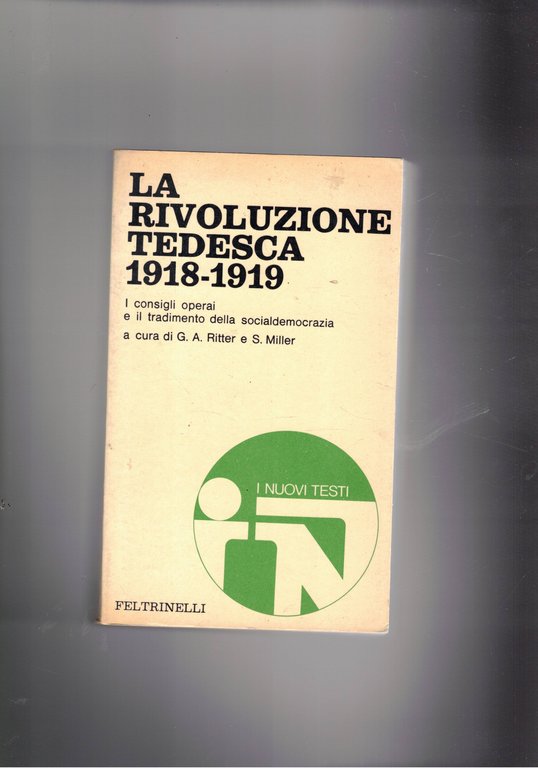 LA
RIVOLUZIONE
TEDESCA
1918-1919
I consigli operai
e il tradimento della socialdemocrazia
a cura di G. A. Ritter e S. Miller
I NUOVI TESTI
FELTRINELLI